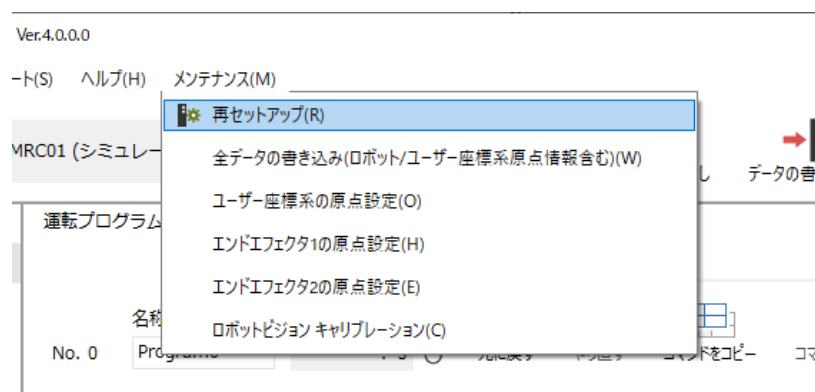 Ver.4.0.0.0
ート(S) ヘルプ(H) メンテナンス(M)
再セットアップ(R)
MRC01 (シミュレー
全データの書き込み(ロボット/ユーザー座標系原点情報含む)(W)
し データの書
ユーザー座標系の原点設定(O)
運転プログラム
エンドエフェクタ1の原点設定(H)
エンドエフェクタ2の原点設定(E)
名称
ロボットビジョン キャリブレーション(C)
No. 0 コマンドをコピー コマ